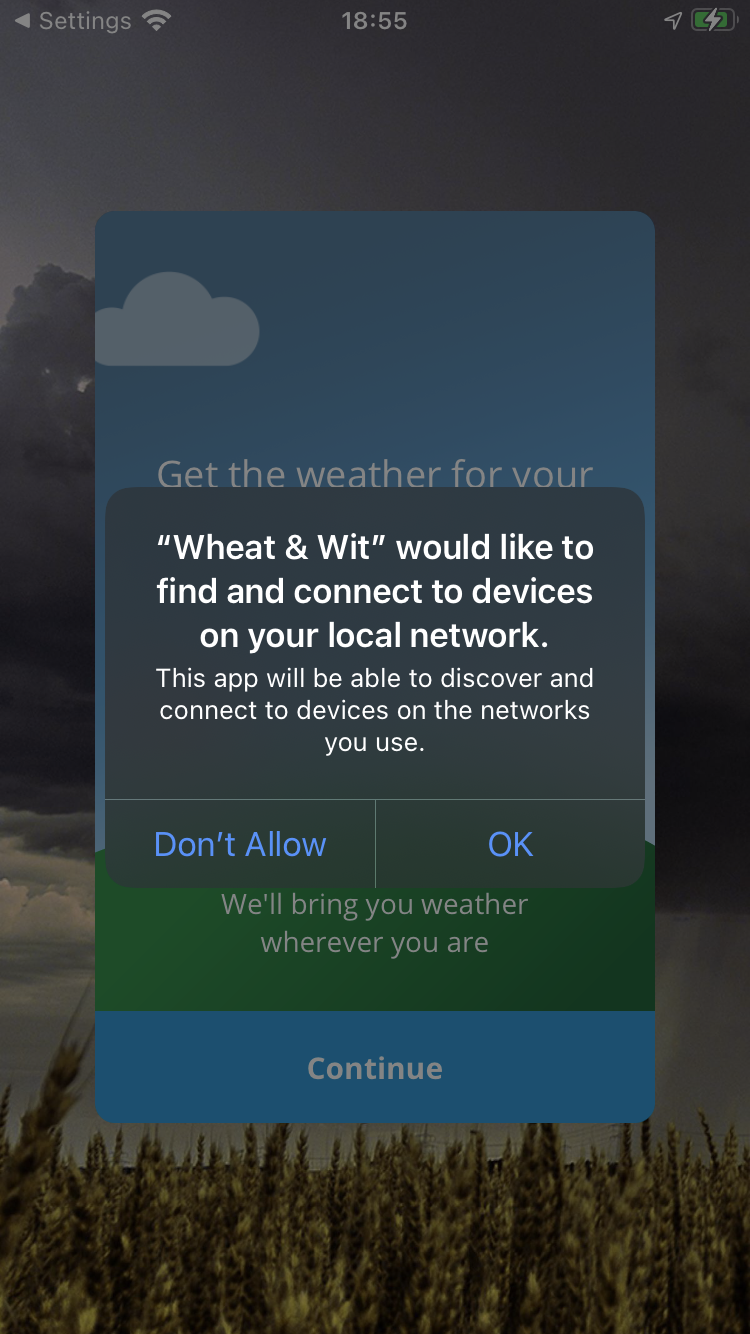 ◀ Settings 18:55
Get the weather for your
“Wheat & Wit” would like to
find and connect to devices
on your local network.
This app will be able to discover and
connect to devices on the networks
you use.
Don’t Allow OK
We'll bring you weather
wherever you are
Continue